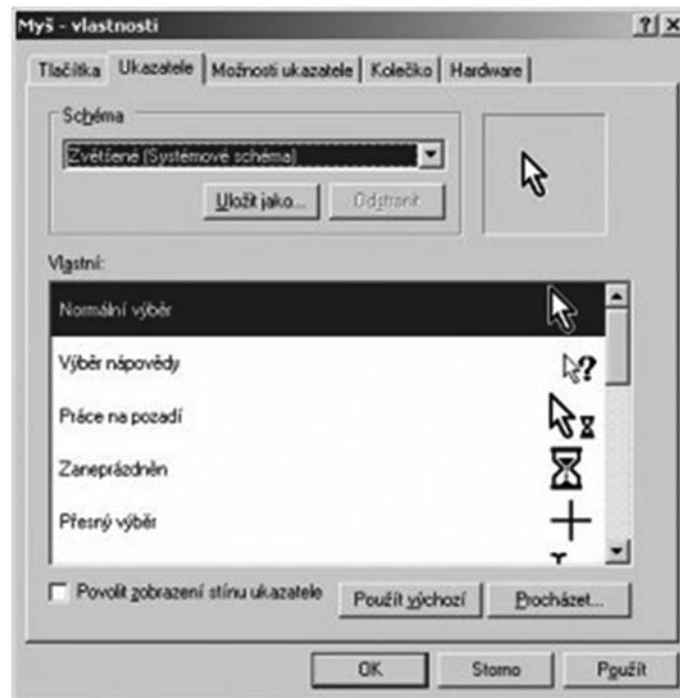 Myš - vlastnosti
Tlačítka Ukazatele Možnosti ukazatele Kolečko Hardware
Schéma
Zvětšené (Systémové schéma)
Uložit jako... Odstranit
Vlastní:
Normální výběr
Výběr nápovědy
Práce na pozadí
Zaneprázdněn
Přesný výběr
Povolit zobrazení stínu ukazatele Použít výchozí Procházet...
OK Storno Použít